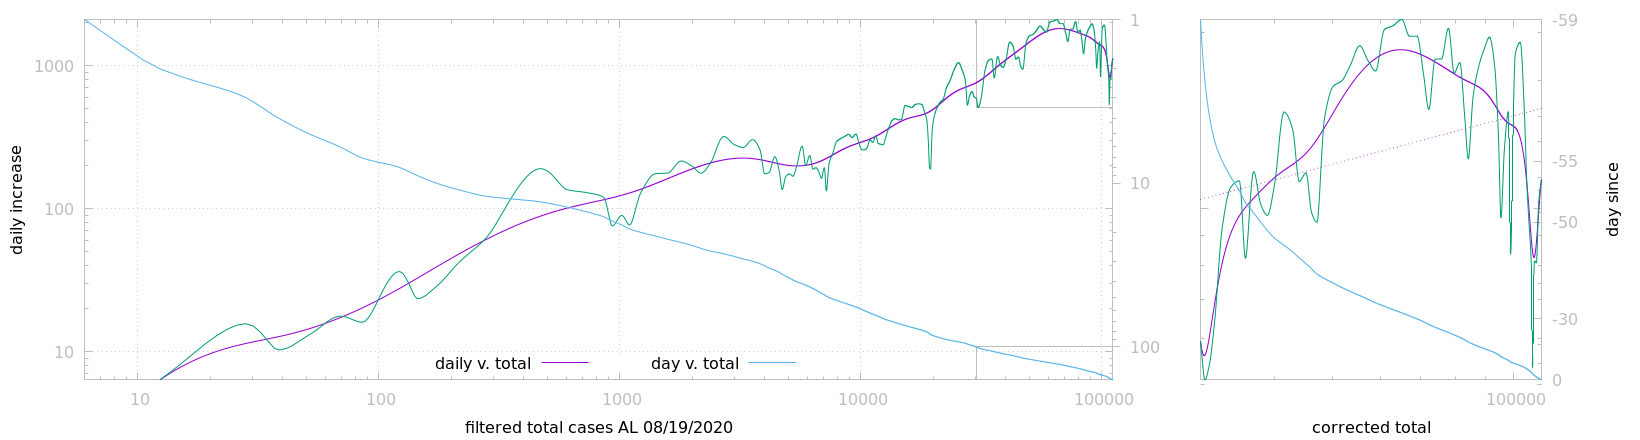 daily increase
1000
100
10
daily v. total
day v. total
10
100
1000
10000
100000
filtered total cases AL 08/19/2020
1
10
100
-59
-55
-50
-30
0
day since
100000
corrected total